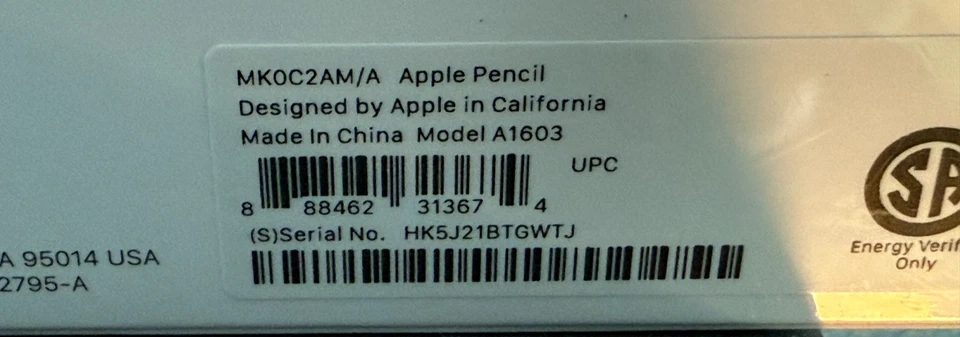 MK0C2AM/A Apple Pencil
Designed by Apple in California
Made In China Model A1603
UPC
8 88462 31367 4
(S)Serial No. HK5J21BTGWTJ
A 95014 USA
2795-A
SA
Energy Verif
Only